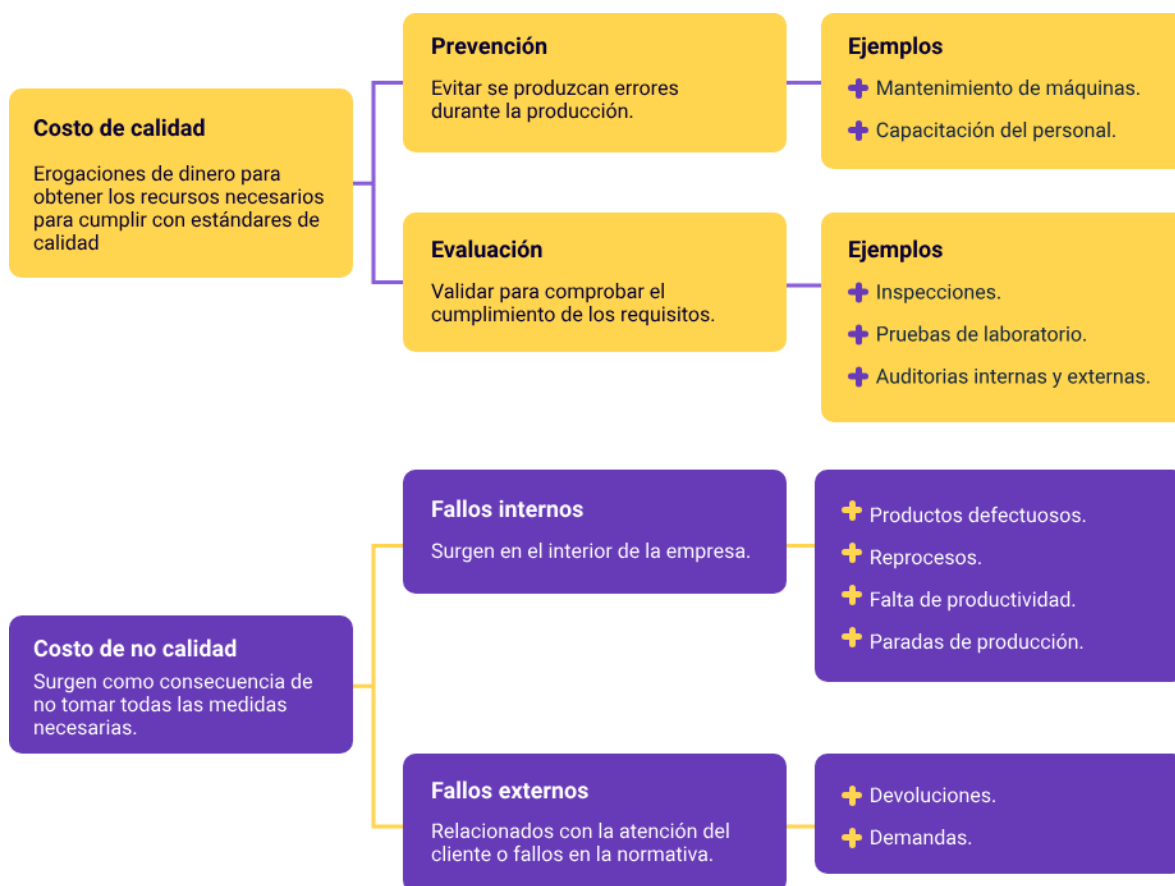 Costo de calidad
Erogaciones de dinero para
obtener los recursos necesarios
para cumplir con estándares de
calidad
Prevención
Evitar se produzcan errores
durante la producción.
Ejemplos
Mantenimiento de máquinas.
Capacitación del personal.
Evaluación
Validar para comprobar el
cumplimiento de los requisitos.
Ejemplos
Inspecciones.
Pruebas de laboratorio.
Auditorias internas y externas.
Costo de no calidad
Surgen como consecuencia de
no tomar todas las medidas
necesarias.
Fallos internos
Surgen en el interior de la empresa.
Productos defectuosos.
Reprocesos.
Falta de productividad.
Paradas de producción.
Fallos externos
Relacionados con la atención del
cliente o fallos en la normativa.
Devoluciones.
Demandas.